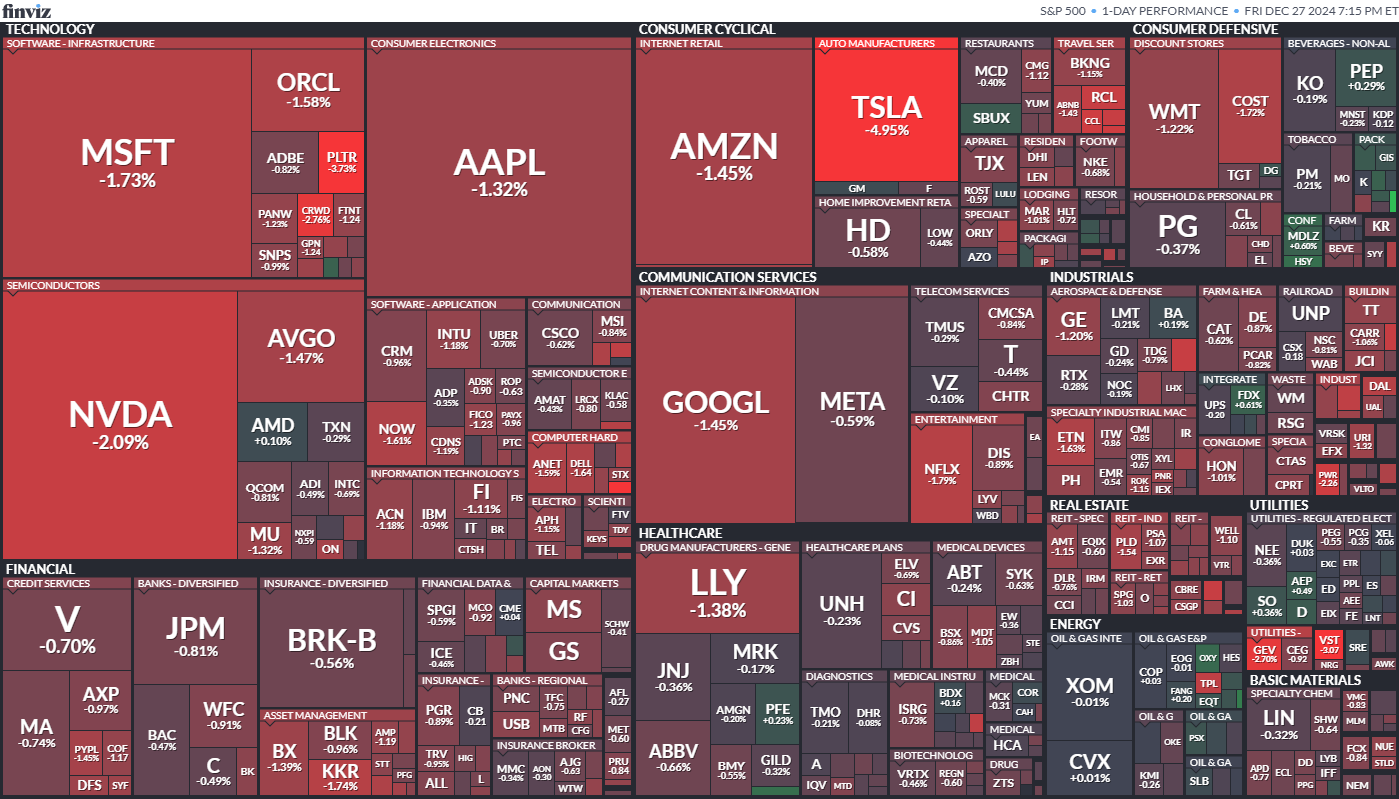 finviz
S&P 500 • 1-DAY PERFORMANCE • FRI DEC 27 2024 7:15 PM ET
TECHNOLOGY
SOFTWARE - INFRASTRUCTURE
MSFT
-1.73%
ORCL
-1.58%
ADBE
-0.82%
PLTR
-3.73%
PANW
-1.23%
CRWD
-2.76%
FTNT
-1.24
SNPS
-0.99%
GPN
-1.24
CONSUMER ELECTRONICS
AAPL
-1.32%
SEMICONDUCTORS
NVDA
-2.09%
AVGO
-1.47%
AMD
+0.10%
TXN
-0.29%
QCOM
-0.81%
ADI
-0.49%
INTC
-0.69%
MU
-1.32%
NXPI
-0.59
ON
SOFTWARE - APPLICATION
CRM
-0.96%
INTU
-1.18%
UBER
-0.70%
ADP
-0.35%
ADSK
-0.90
ROP
-0.63
FICO
-1.23
PAYX
-0.96
NOW
-1.61%
CDNS
-1.19%
PTC
INFORMATION TECHNOLOGY S
ACN
-1.18%
IBM
-0.94%
FI
-1.11%
FIS
IT
BR
CTSH
COMMUNICATION
CSCO
-0.62%
MSI
-0.84%
SEMICONDUCTOR E
AMAT
-0.43%
LRCX
-0.80
KLAC
-0.58
COMPUTER HARD
ANET
-1.59%
DELL
-1.64
STX
ELECTRO
APH
-1.15%
TEL
SCIENTI
FTV
TDY
KEYS
CONSUMER CYCLICAL
INTERNET RETAIL
AMZN
-1.45%
AUTO MANUFACTURERS
TSLA
-4.95%
GM
F
HOME IMPROVEMENT RETA
HD
-0.58%
LOW
-0.44%
RESTAURANTS
MCD
-0.40%
CMG
-1.12
SBUX
YUM
TRAVEL SER
BKNG
-1.15%
ABNB
-1.43
RCL
CCL
APPAREL
TJX
ROST
-0.59
LULU
RESIDEN
DHI
LEN
FOOTW
NKE
-0.68%
LODGING
MAR
-1.01%
HLT
-0.72
RESOR
SPECIALT
ORLY
AZO
PACKAGI
IP
CONSUMER DEFENSIVE
DISCOUNT STORES
WMT
-1.22%
COST
-1.72%
TGT
DG
BEVERAGES - NON-AL
KO
-0.19%
PEP
+0.29%
MNST
-0.23%
KDP
-0.12
TOBACCO
PM
-0.21%
MO
PACK
GIS
K
HOUSEHOLD & PERSONAL PR
PG
-0.37%
CL
-0.61%
CHD
EL
CONF
MDLZ
+0.60%
HSY
FARM
BEVE
KR
SYY
COMMUNICATION SERVICES
INTERNET CONTENT & INFORMATION
GOOGL
-1.45%
META
-0.59%
TELECOM SERVICES
TMUS
-0.29%
CMCSA
-0.84%
VZ
-0.10%
T
-0.44%
CHTR
ENTERTAINMENT
NFLX
-1.79%
DIS
-0.89%
LYV
WBD
EA
INDUSTRIALS
AEROSPACE & DEFENSE
GE
-1.20%
LMT
-0.21%
BA
+0.19%
RTX
-0.28%
GD
-0.24%
TDG
-0.79%
NOC
-0.19%
LHX
FARM & HEA
CAT
-0.62%
DE
-0.87%
PCAR
-0.82%
RAILROAD
UNP
CSX
-0.18
NSC
-0.81%
WAB
BUILDIN
TT
CARR
-1.06%
JCI
SPECIALTY INDUSTRIAL MAC
ETN
-1.63%
ITW
-0.86
CMI
-0.85
IR
OTIS
-0.67
XYL
PH
EMR
-0.54
ROK
-1.15
PNR
IEX
INTEGRATE
UPS
-0.20
FDX
+0.61%
WASTE
WM
RSG
INDUST
DAL
UAL
CONGLOME
HON
-1.01%
SPECIA
CTAS
CPRT
VRSK
EFX
URI
-1.32
PWR
-2.26
VLTO
FINANCIAL
CREDIT SERVICES
V
-0.70%
MA
-0.74%
AXP
-0.97%
PYPL
-1.45%
COF
-1.17
DFS
SYF
BANKS - DIVERSIFIED
JPM
-0.81%
BAC
-0.47%
WFC
-0.91%
C
-0.49%
BK
INSURANCE - DIVERSIFIED
BRK-B
-0.56%
ASSET MANAGEMENT
BX
-1.39%
BLK
-0.96%
AMP
-1.19
KKR
-1.74%
STT
PFG
FINANCIAL DATA &
SPGI
-0.59%
MCO
-0.92
CME
+0.04
ICE
-0.46%
CAPITAL MARKETS
MS
GS
SCHW
-0.41
INSURANCE -
PGR
-0.89%
CB
-0.21
TRV
-0.95%
HIG
ALL
L
BANKS - REGIONAL
PNC
TFC
-0.75
RF
USB
MTB
CFG
AFL
-0.27
MET
-0.60
PRU
-0.84
INSURANCE BROKER
MMC
-0.34%
AON
-0.30
AJG
-0.63
WTW
HEALTHCARE
DRUG MANUFACTURERS - GENE
LLY
-1.38%
JNJ
-0.36%
MRK
-0.17%
AMGN
-0.20%
PFE
+0.23%
ABBV
-0.66%
BMY
-0.55%
GILD
-0.32%
HEALTHCARE PLANS
UNH
-0.23%
ELV
-0.69%
CI
CVS
MEDICAL DEVICES
ABT
-0.24%
SYK
-0.63%
BSX
-0.86%
MDT
-1.05
EW
-0.36
STE
ZBH
DIAGNOSTICS
TMO
-0.21%
DHR
-0.08%
A
IQV
MTD
MEDICAL INSTRU
ISRG
-0.73%
BDX
+0.16
MEDICAL
MCK
-0.31
COR
CAH
MEDICAL
HCA
BIOTECHNOLOG
VRTX
-0.46%
REGN
-0.60
DRUG
ZTS
REAL ESTATE
REIT - SPEC
AMT
-1.15
EQIX
-0.60
DLR
-0.76%
IRM
CCI
REIT - IND
PLD
-1.54
PSA
-1.07
EXR
REIT -
WELL
-1.10
VTR
REIT - RET
SPG
-1.03
O
CBRE
CSGP
UTILITIES
UTILITIES - REGULATED ELECT
NEE
-0.36%
DUK
+0.03
PEG
-0.55
PCG
-0.35
XEL
-0.06
EXC
ETR
SO
+0.36%
AEP
+0.49
ED
PPL
ES
D
AEE
EIX
FE
LNT
UTILITIES -
GEV
-2.70%
CEG
-0.92
VST
-3.07
NRG
SRE
AWK
ENERGY
OIL & GAS INTE
XOM
-0.01%
CVX
+0.01%
OIL & GAS E&P
COP
+0.03
EOG
-0.01
OXY
HES
FANG
+0.20
TPL
EQT
OIL & G
OKE
KMI
-0.26
OIL & GA
PSX
OIL & GA
SLB
BASIC MATERIALS
SPECIALTY CHEM
LIN
-0.32%
SHW
-0.64
APD
-0.77
ECL
DD
LYB
IFF
PPG
VMC
-0.83
MLM
FCX
-0.84
NUE
STLD
NEM